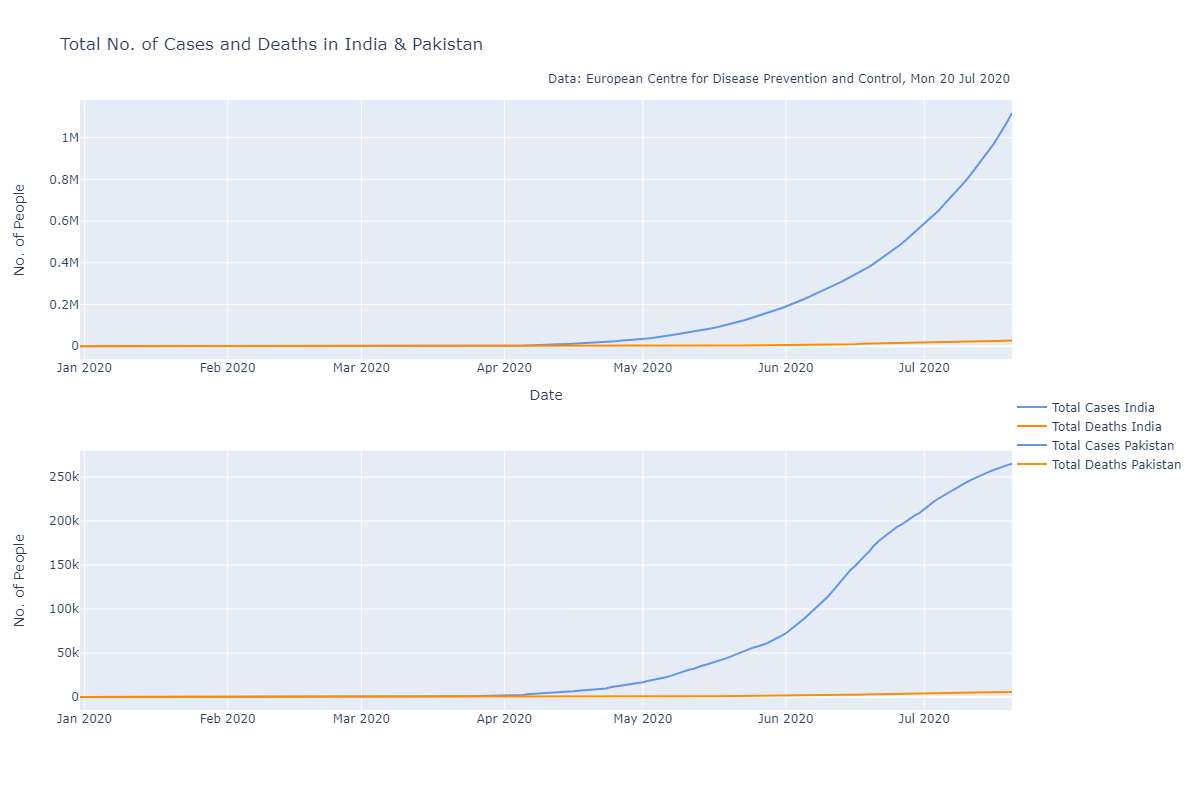 Total No. of Cases and Deaths in India & Pakistan
Data: European Centre for Disease Prevention and Control, Mon 20 Jul 2020
No. of People
1M
0.8M
0.6M
0.4M
0.2M
0
Jan 2020 Feb 2020 Mar 2020 Apr 2020 May 2020 Jun 2020 Jul 2020
Date
Total Cases India
Total Deaths India
Total Cases Pakistan
Total Deaths Pakistan
No. of People
250k
200k
150k
100k
50k
0
Jan 2020 Feb 2020 Mar 2020 Apr 2020 May 2020 Jun 2020 Jul 2020